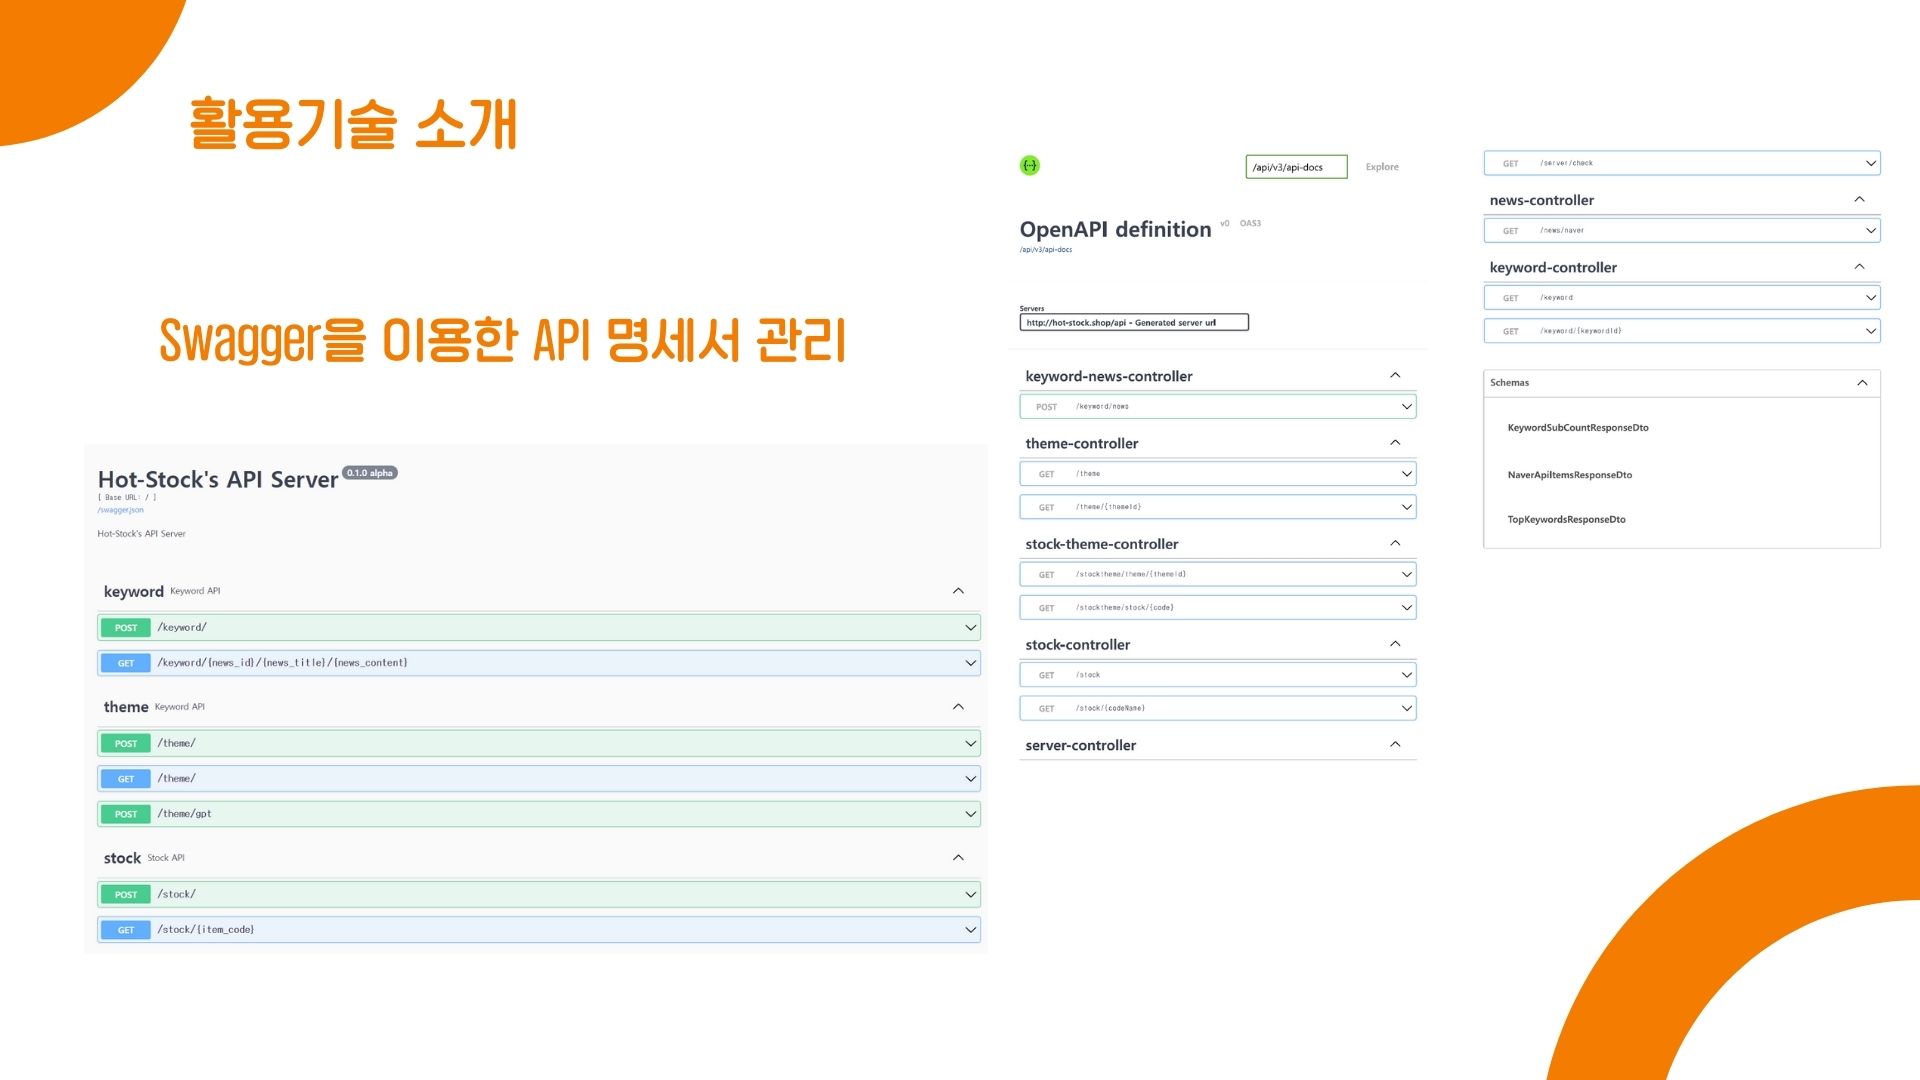 활용기술 소개
Swagger을 이용한 API 명세서 관리
Hot-Stock's API Server 0.1.0 alpha
[ Base URL: / ]
/swagger.json
Hot-Stock's API Server
keyword Keyword API
POST /keyword/
GET /keyword/{news_id}/{news_title}/{news_content}
theme Keyword API
POST /theme/
GET /theme/
POST /theme/gpt
stock Stock API
POST /stock/
GET /stock/{item_code}
{...} /api/v3/api-docs Explore
OpenAPI definition v0 OAS3
/api/v3/api-docs
Servers
http://hot-stock.shop/api - Generated server url
keyword-news-controller
POST /keyword/news
theme-controller
GET /theme
GET /theme/{themeId}
stock-theme-controller
GET /stocktheme/theme/{themeId}
GET /stocktheme/stock/{code}
stock-controller
GET /stock
GET /stock/{codeName}
server-controller
GET /server/check
news-controller
GET /news/naver
keyword-controller
GET /keyword
GET /keyword/{keywordId}
Schemas
KeywordSubCountResponseDto
NaverApiItemsResponseDto
TopKeywordsResponseDto